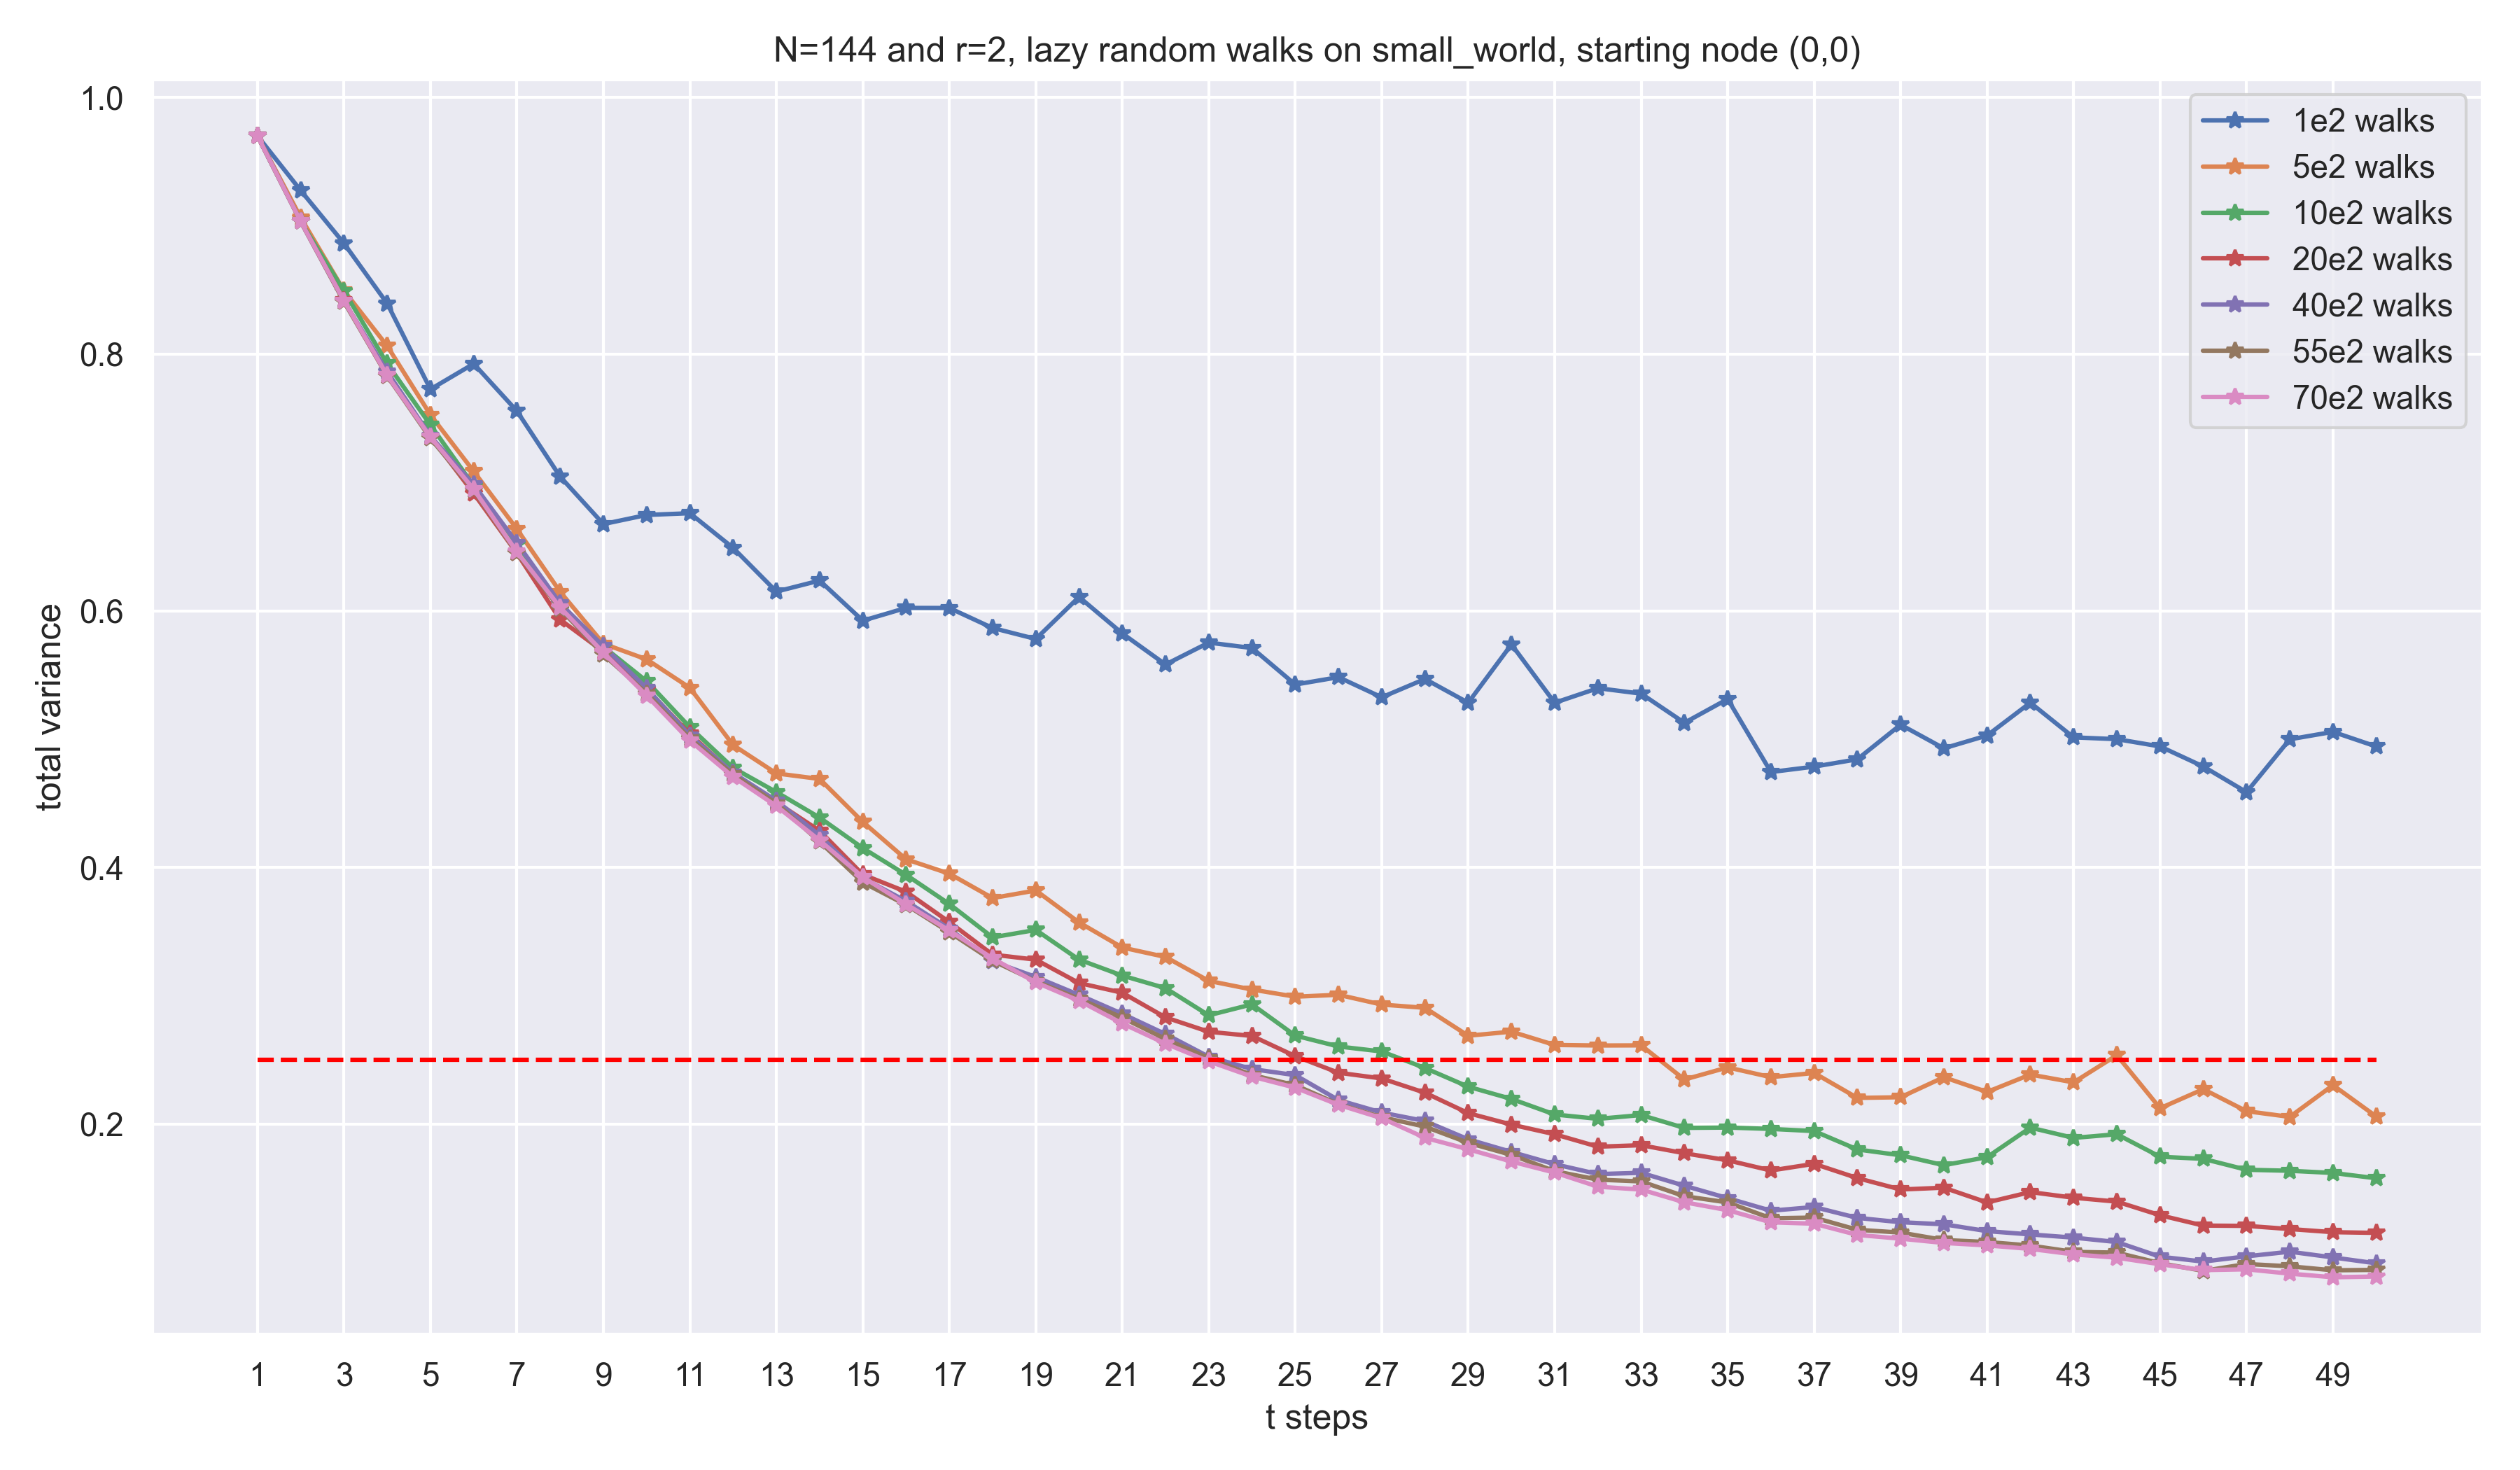 N=144 and r=2, lazy random walks on small_world, starting node (0,0)
1.0
0.8
0.6
0.4
0.2
total variance
1e2 walks
5e2 walks
10e2 walks
20e2 walks
40e2 walks
55e2 walks
70e2 walks
1 3 5 7 9 11 13 15 17 19 21 23 25 27 29 31 33 35 37 39 41 43 45 47 49
t steps